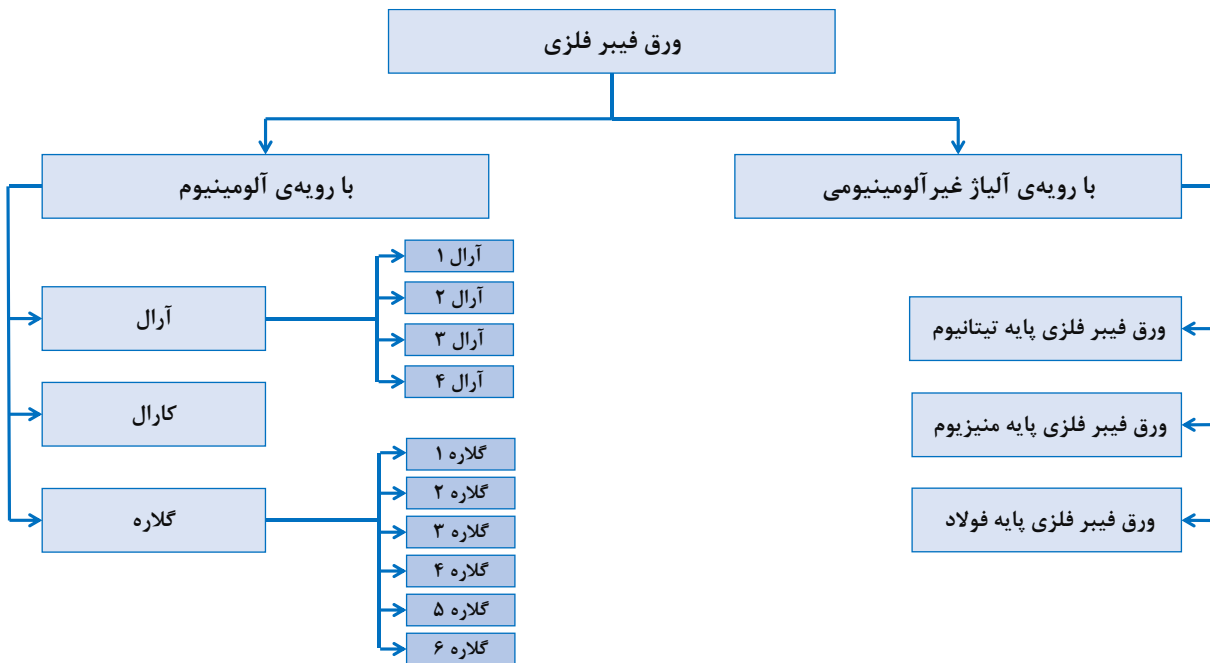 ورق فیبر فلزی
با رویه‌ی آلیاژ غیرآلومینیومی
با رویه‌ی آلومینیوم
ورق فیبر فلزی پایه تیتانیوم
ورق فیبر فلزی پایه منیزیوم
ورق فیبر فلزی پایه فولاد
آرال
آرال ۱
آرال ۲
آرال ۳
آرال ۴
کارال
گلاره
گلاره ۱
گلاره ۲
گلاره ۳
گلاره ۴
گلاره ۵
گلاره ۶